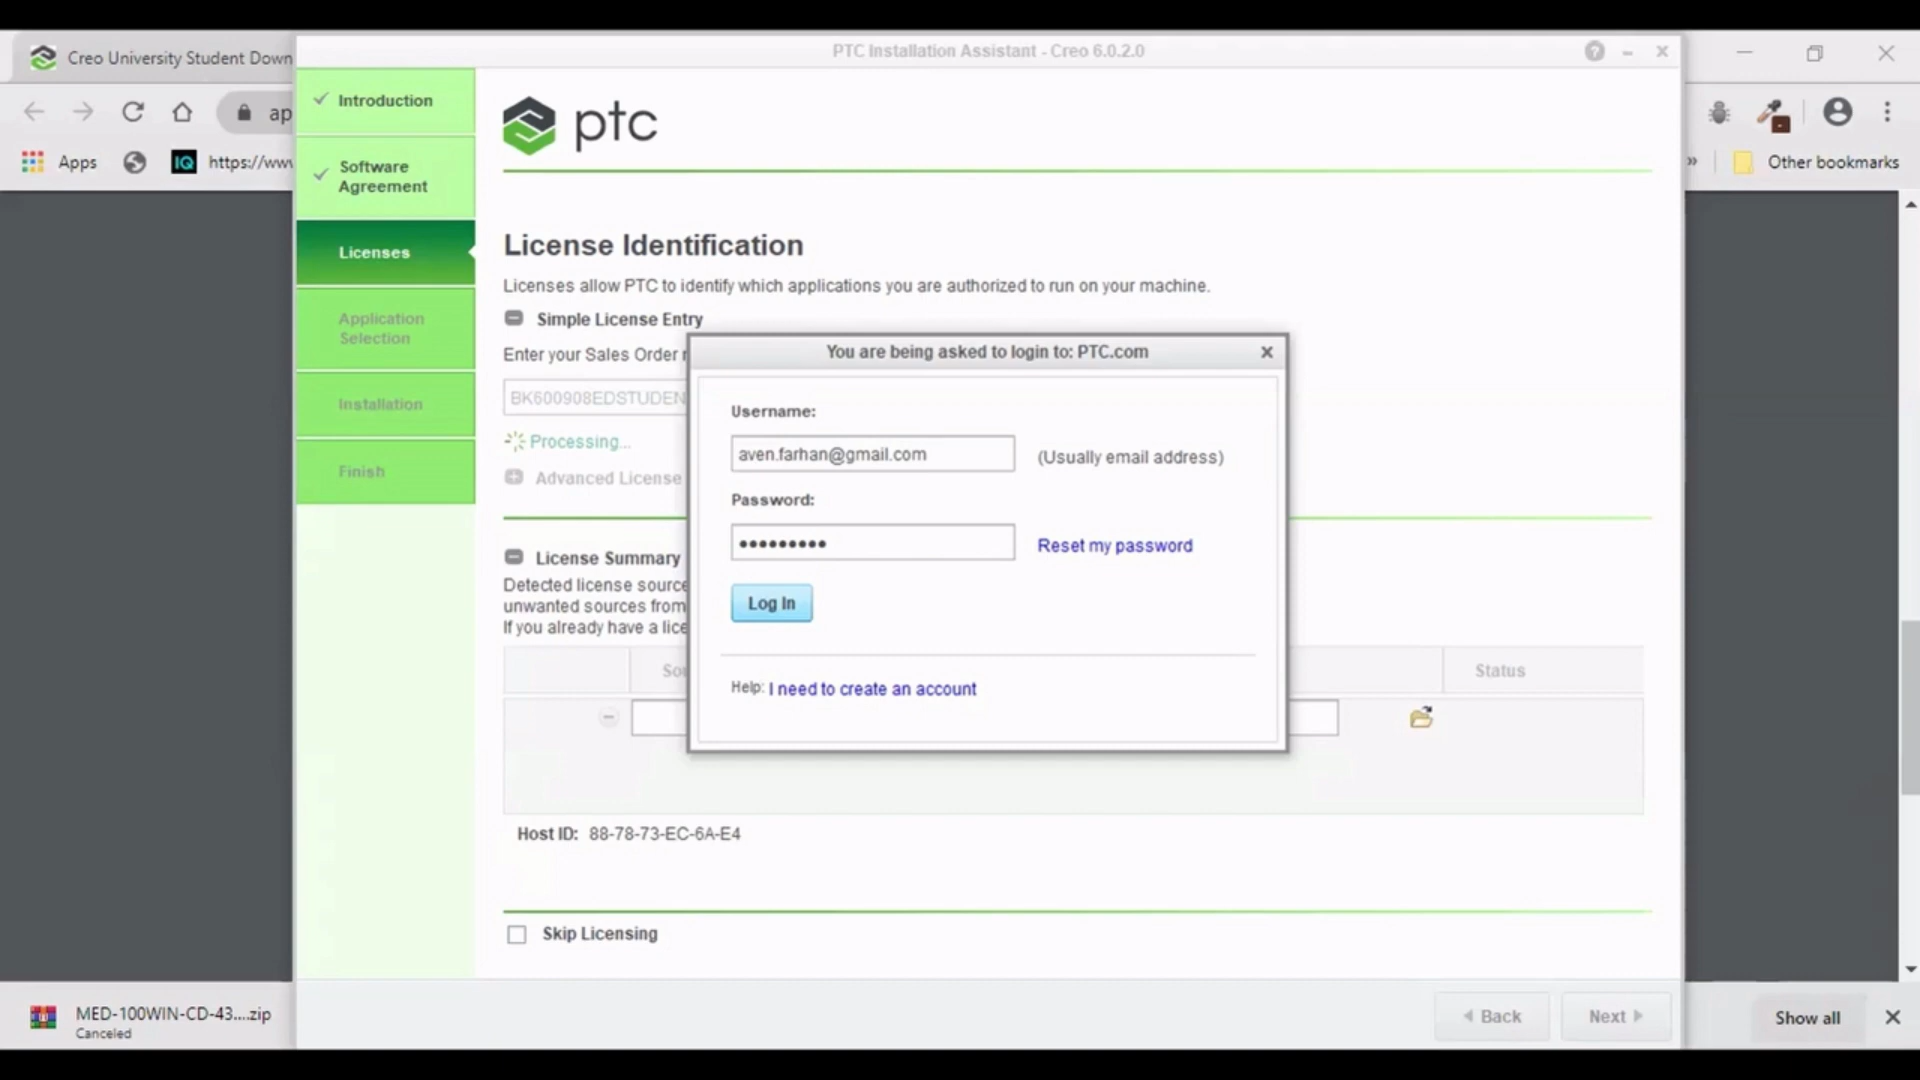 Creo University Student Down
PTC Installation Assistant - Creo 6.0.2.0
ap
Apps
IQ
https://www
»
Other bookmarks
Introduction
Software
Agreement
Licenses
Application
Selection
Installation
Finish
ptc
License Identification
Licenses allow PTC to identify which applications you are authorized to run on your machine.
Simple License Entry
Enter your Sales Order
BK600908EDSTUDEN
Processing...
Advanced License
License Summary
Detected license source
unwanted sources from
If you already have a lice
Sou
Status
You are being asked to login to: PTC.com
Username:
aven.farhan@gmail.com
(Usually email address)
Password:
•••••••••
Reset my password
Log In
Help: I need to create an account
Host ID: 88-78-73-EC-6A-E4
Skip Licensing
Back
Next
MED-100WIN-CD-43....zip
Canceled
Show all